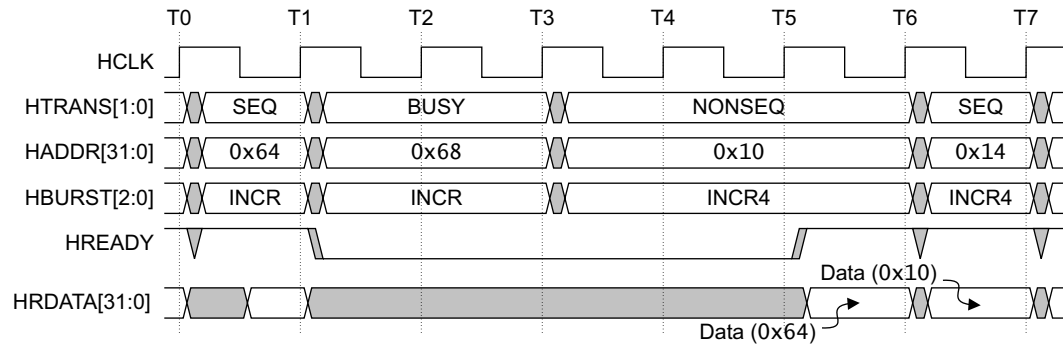 T0 T1 T2 T3 T4 T5 T6 T7
HCLK
HTRANS[1:0] SEQ BUSY NONSEQ SEQ
HADDR[31:0] 0x64 0x68 0x10 0x14
HBURST[2:0] INCR INCR INCR4 INCR4
HREADY
Data (0x10)
HRDATA[31:0]
Data (0x64)